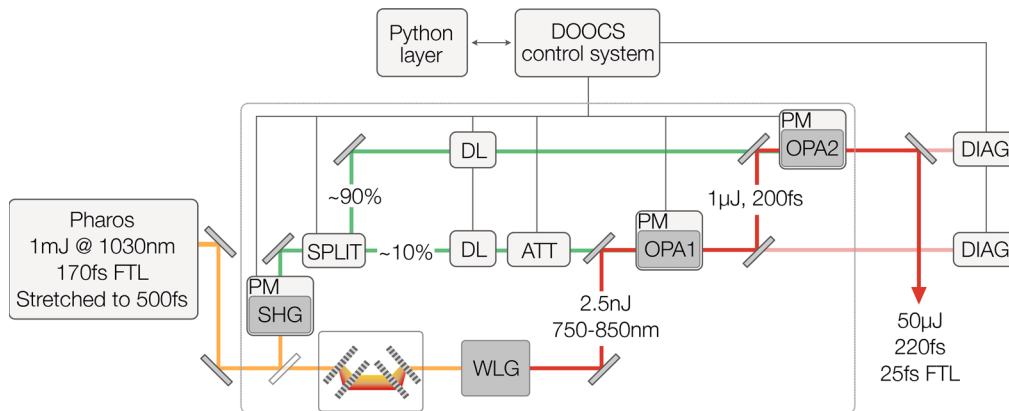 Python
layer
DOOCS
control system
PM
OPA2
DL
DIAG
~90%
1µJ, 200fs
Pharos
1mJ @ 1030nm
170fs FTL
Stretched to 500fs
SPLIT
~10%
DL
ATT
PM
OPA1
DIAG
PM
SHG
2.5nJ
750-850nm
WLG
50µJ
220fs
25fs FTL